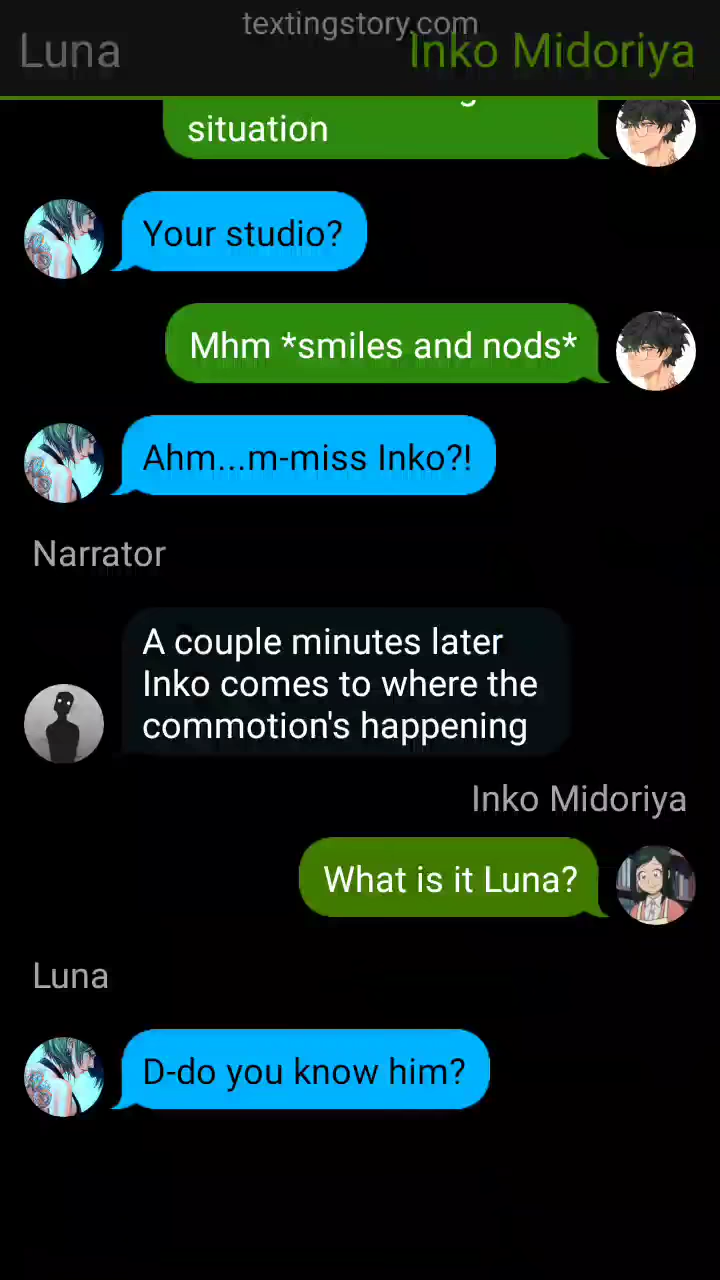 textingstory.com
Luna
Inko Midoriya
situation
Your studio?
Mhm *smiles and nods*
Ahm...m-miss Inko?!
Narrator
A couple minutes later
Inko comes to where the
commotion's happening
Inko Midoriya
What is it Luna?
Luna
D-do you know him?